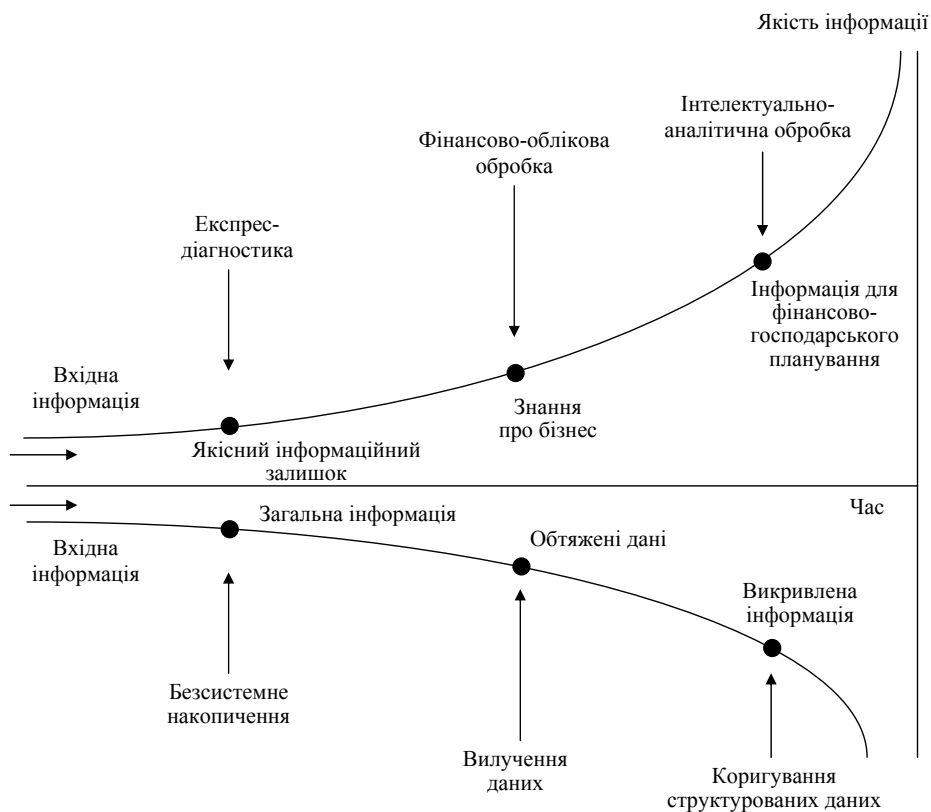 Якість інформації
Інтелектуально-
аналітична обробка
Фінансово-облікова
обробка
Експрес-
діагностика
Інформація для
фінансово-
господарського
планування
Вхідна
інформація
Знання
про бізнес
Якісний інформаційний
залишок
Час
Загальна інформація
Обтяжені дані
Вхідна
інформація
Викривлена
інформація
Безсистемне
накопичення
Вилучення
даних
Коригування
структурованих даних